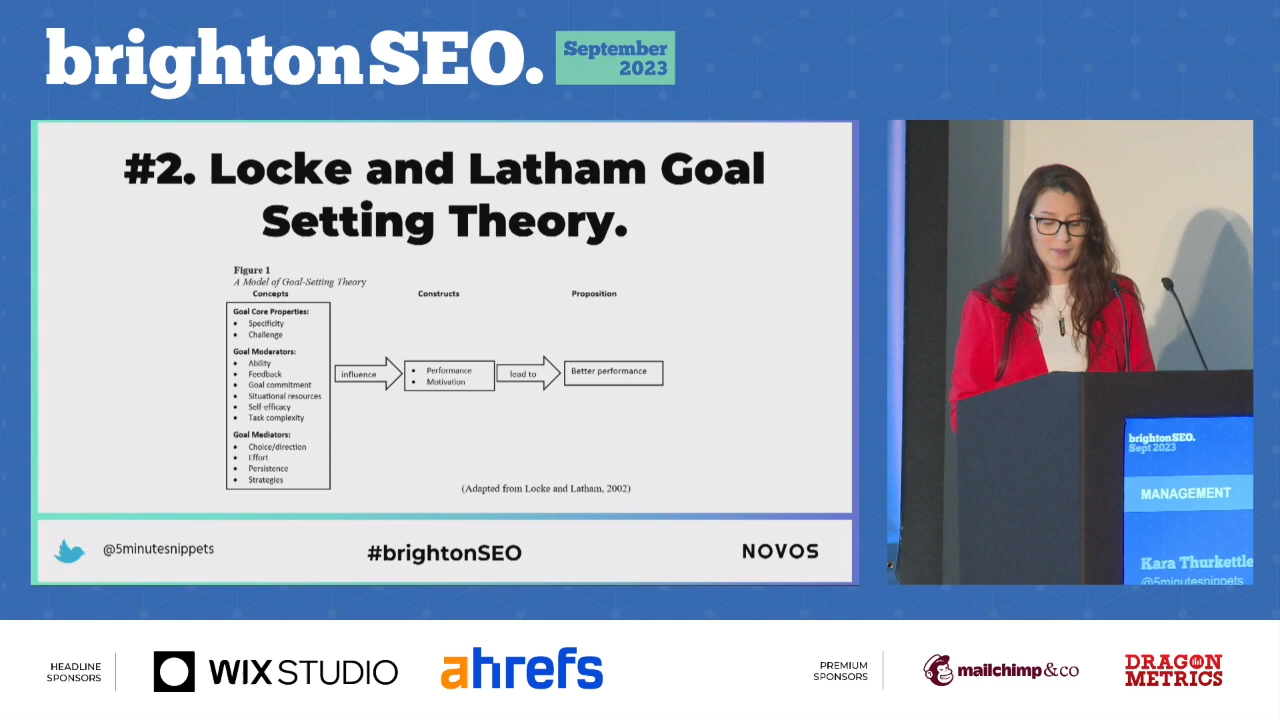 brightonSEO.
September
2023
#2. Locke and Latham Goal
Setting Theory.
Figure 1
A Model of Goal-Setting Theory
Concepts
Constructs
Proposition
Goal Core Properties:
• Specificity
• Challenge
Goal Moderators:
• Ability
• Feedback
• Goal commitment
• Situational resources
• Self-efficacy
• Task complexity
Goal Mediators:
• Choice/direction
• Effort
• Persistence
• Strategies
influence
• Performance
• Motivation
lead to
Better performance
(Adapted from Locke and Latham, 2002)
@5minutesnippets
#brightonSEO
NOVOS
brightonSEO.
Sept 2023
MANAGEMENT
Kara Thurkettle
@5minutesnippets
HEADLINE
SPONSORS
WIX STUDIO
ahrefs
PREMIUM
SPONSORS
mailchimp&co
DRAGON
METRICS